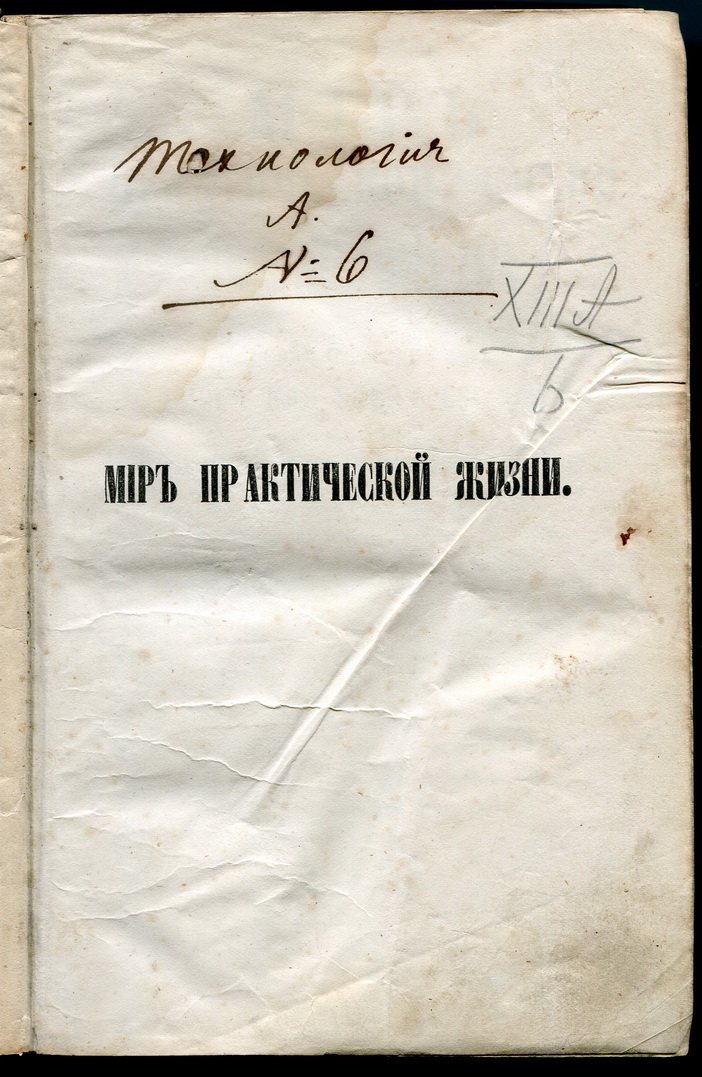 Технологія
А.
№ 6
XIII A
6
МІРЪ ПРАКТИЧЕСКОЙ ЖИЗНИ.